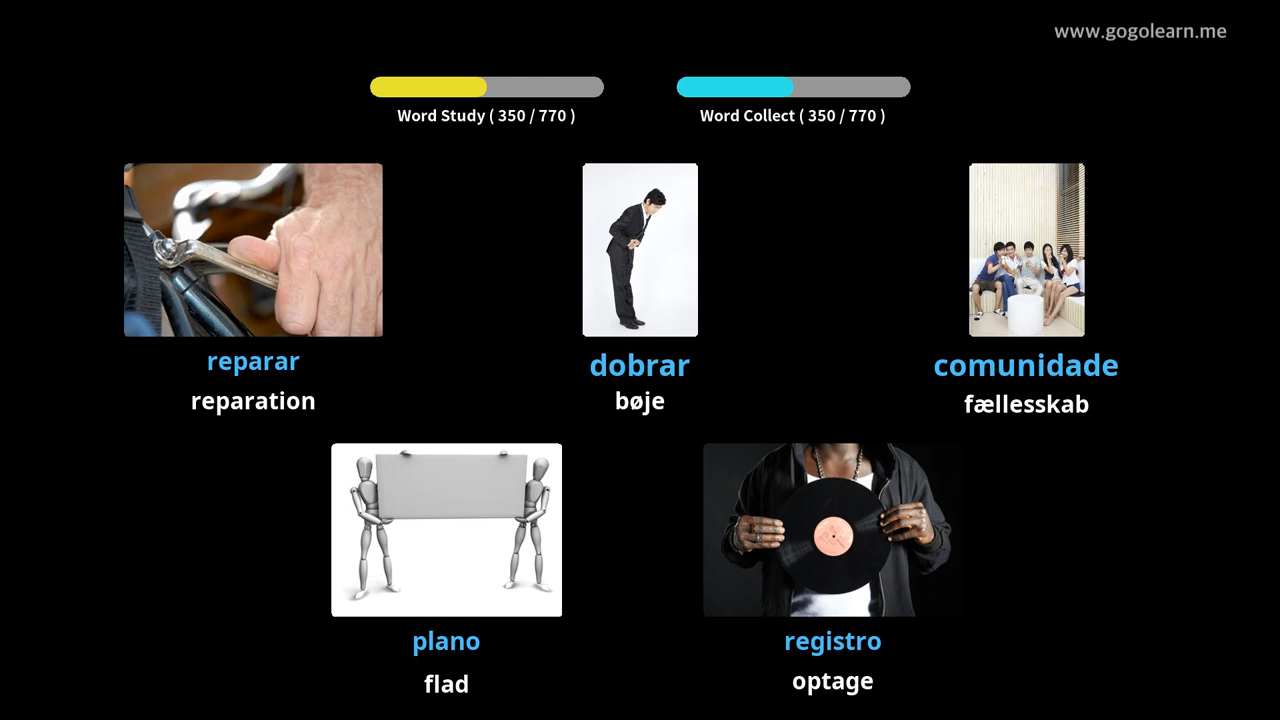 www.gogolearn.me
Word Study ( 350 / 770 )
Word Collect ( 350 / 770 )
reparar
reparation
dobrar
bøje
comunidade
fællesskab
plano
flad
registro
optage